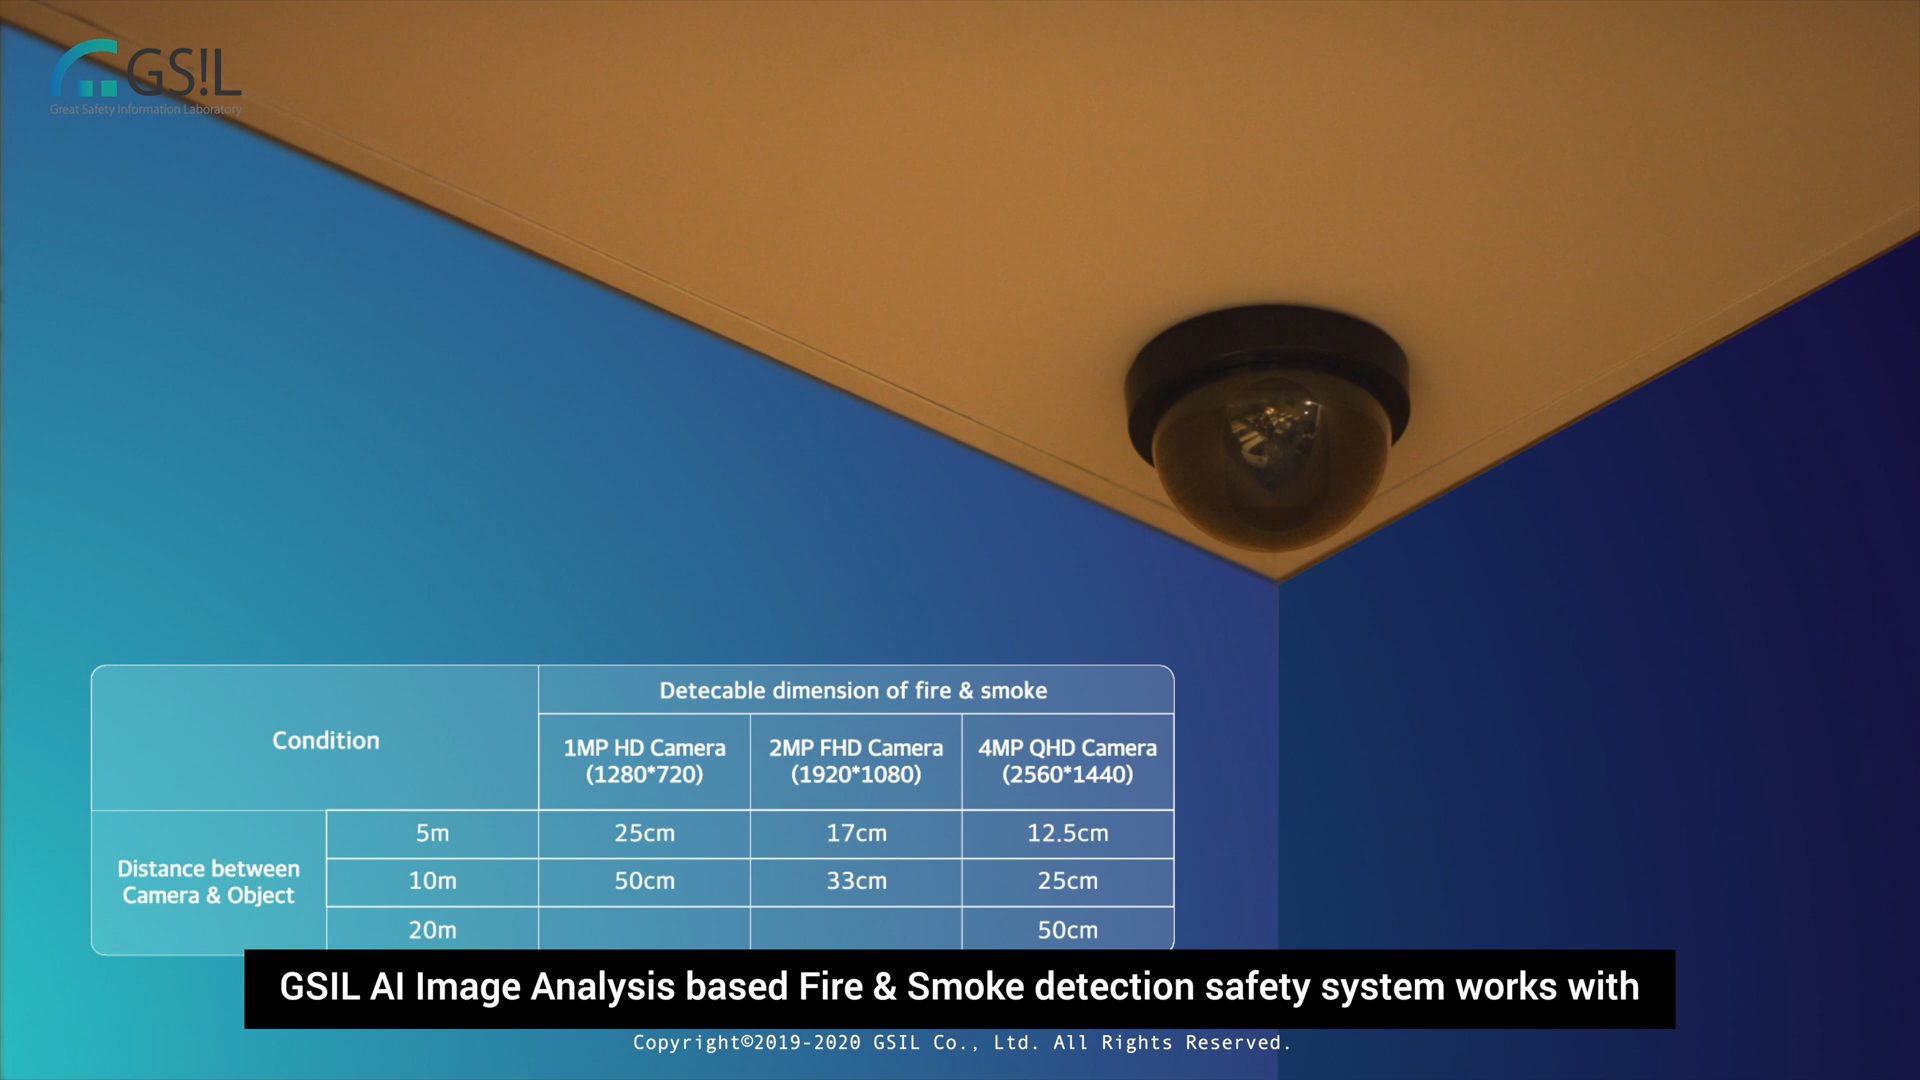 GS!L
Great Safety Information Laboratory
Condition
Detecable dimension of fire & smoke
1MP HD Camera
(1280*720)
2MP FHD Camera
(1920*1080)
4MP QHD Camera
(2560*1440)
Distance between
Camera & Object
5m 25cm 17cm 12.5cm
10m 50cm 33cm 25cm
20m 50cm
GSIL AI Image Analysis based Fire & Smoke detection safety system works with
Copyright©2019-2020 GSIL Co., Ltd. All Rights Reserved.